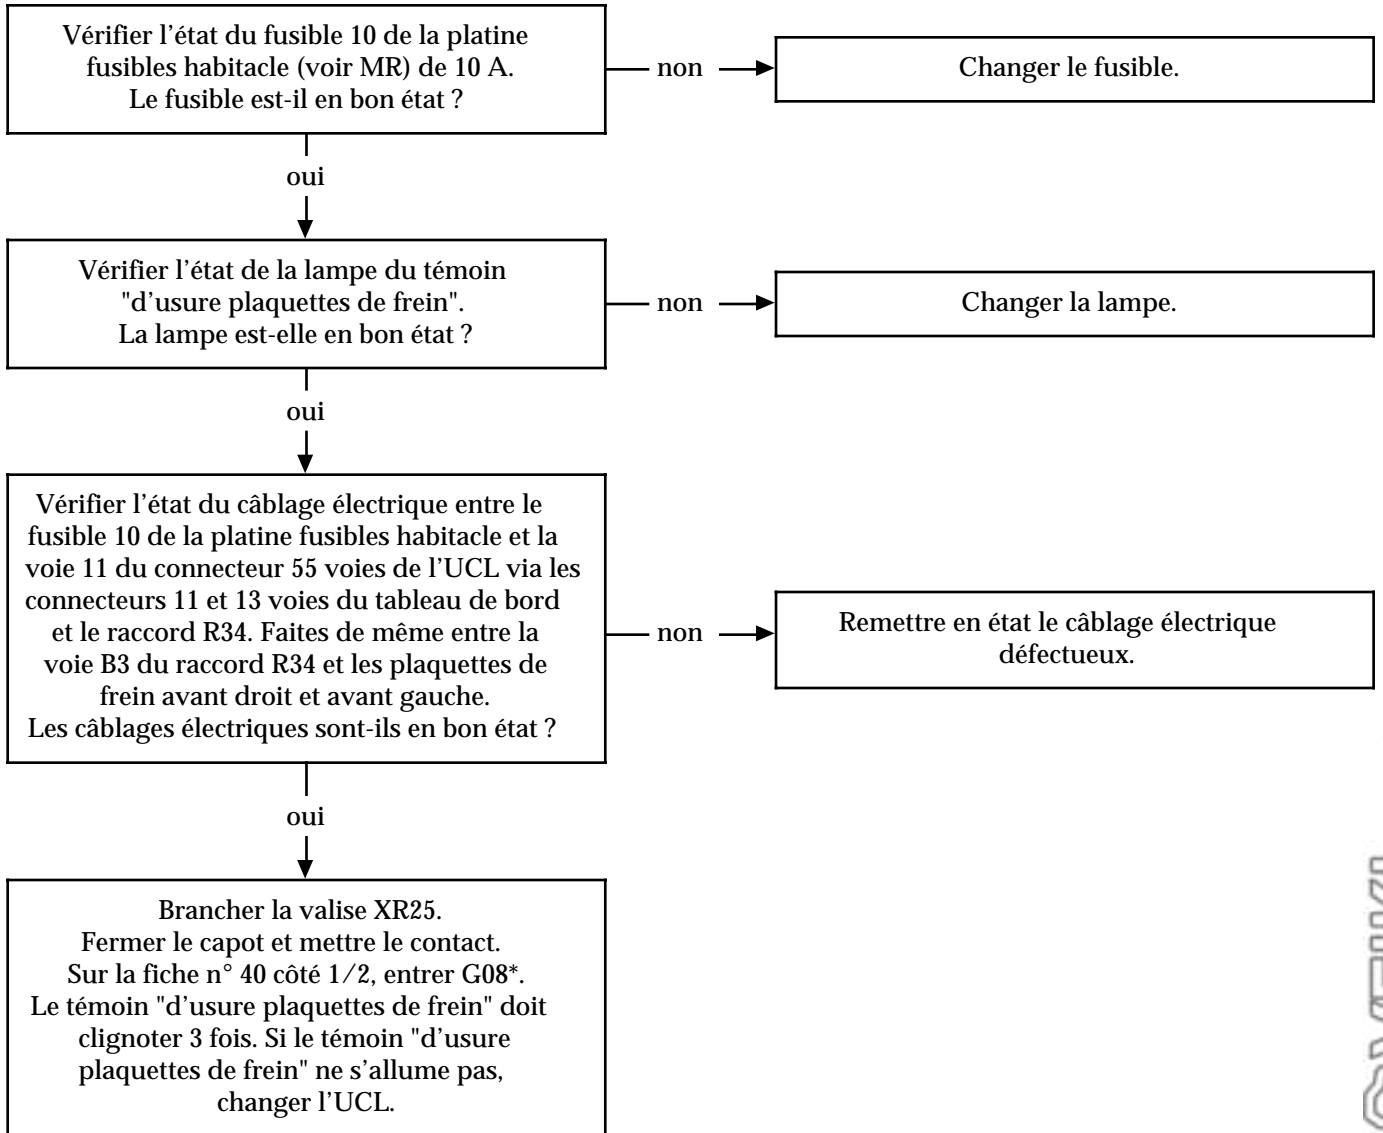 Vérifier l'état du fusible 10 de la platine
fusibles habitacle (voir MR) de 10 A.
Le fusible est-il en bon état ?
non
Changer le fusible.
oui
Vérifier l'état de la lampe du témoin
"d'usure plaquettes de frein".
La lampe est-elle en bon état ?
non
Changer la lampe.
oui
Vérifier l'état du câblage électrique entre le
fusible 10 de la platine fusibles habitacle et la
voie 11 du connecteur 55 voies de l'UCL via les
connecteurs 11 et 13 voies du tableau de bord
et le raccord R34. Faites de même entre la
voie B3 du raccord R34 et les plaquettes de
frein avant droit et avant gauche.
Les câblages électriques sont-ils en bon état ?
non
Remettre en état le câblage électrique
défectueux.
oui
Brancher la valise XR25.
Fermer le capot et mettre le contact.
Sur la fiche n° 40 côté 1/2, entrer G08*.
Le témoin "d'usure plaquettes de frein" doit
clignoter 3 fois. Si le témoin "d'usure
plaquettes de frein" ne s'allume pas,
changer l'UCL.